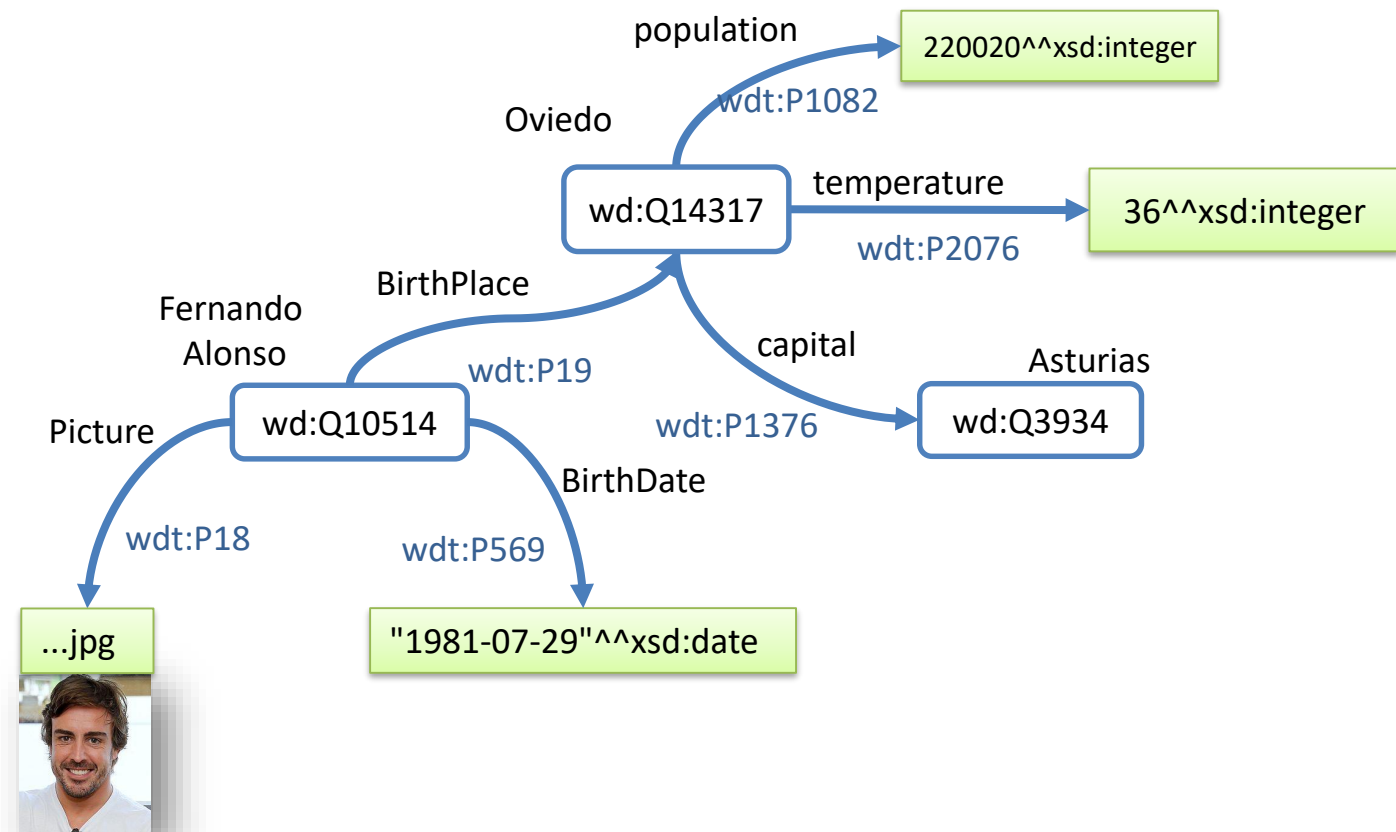 population
220020^^xsd:integer
wdt:P1082
Oviedo
temperature
wd:Q14317
36^^xsd:integer
wdt:P2076
BirthPlace
Fernando
Alonso
capital
Asturias
wdt:P19
wd:Q10514
wdt:P1376
wd:Q3934
Picture
BirthDate
wdt:P18
wdt:P569
...jpg
"1981-07-29"^^xsd:date